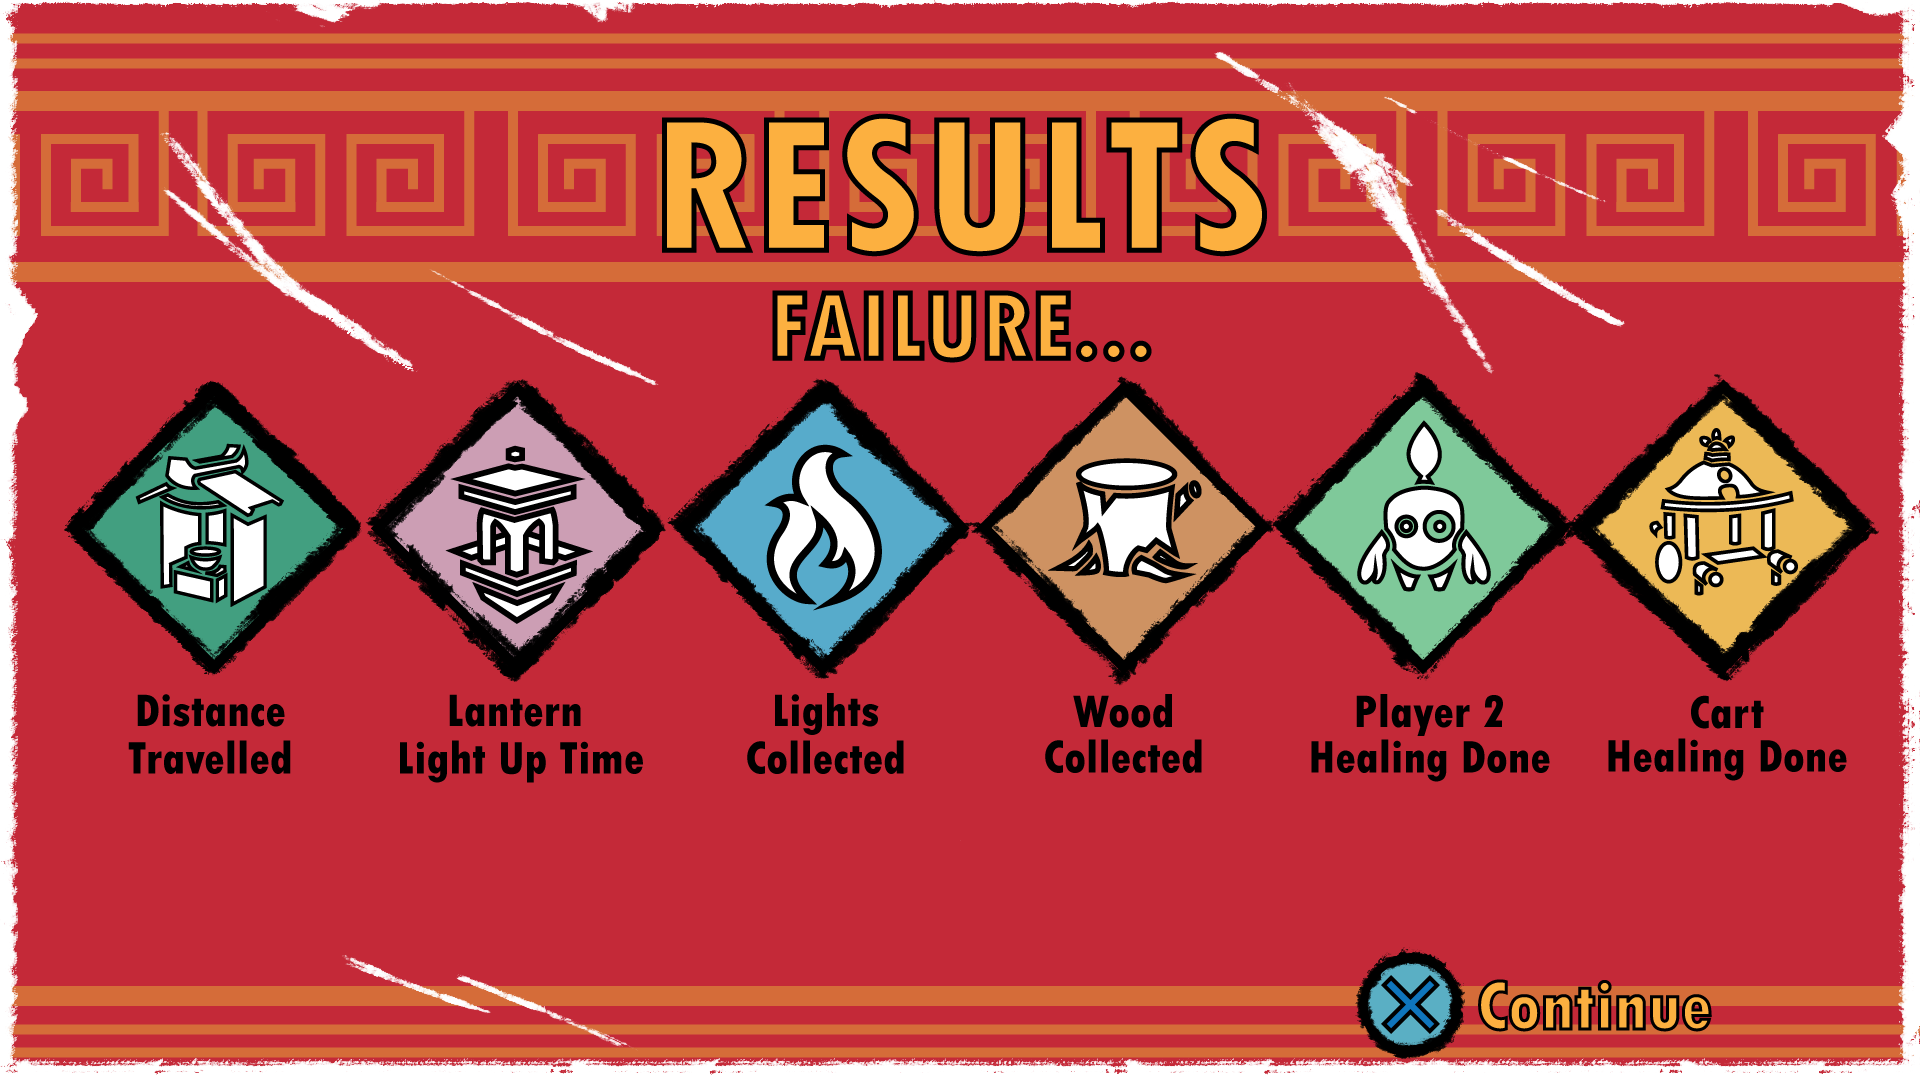 RESULTS
FAILURE...
Distance
Travelled
Lantern
Light Up Time
Lights
Collected
Wood
Collected
Player 2
Healing Done
Cart
Healing Done
Continue